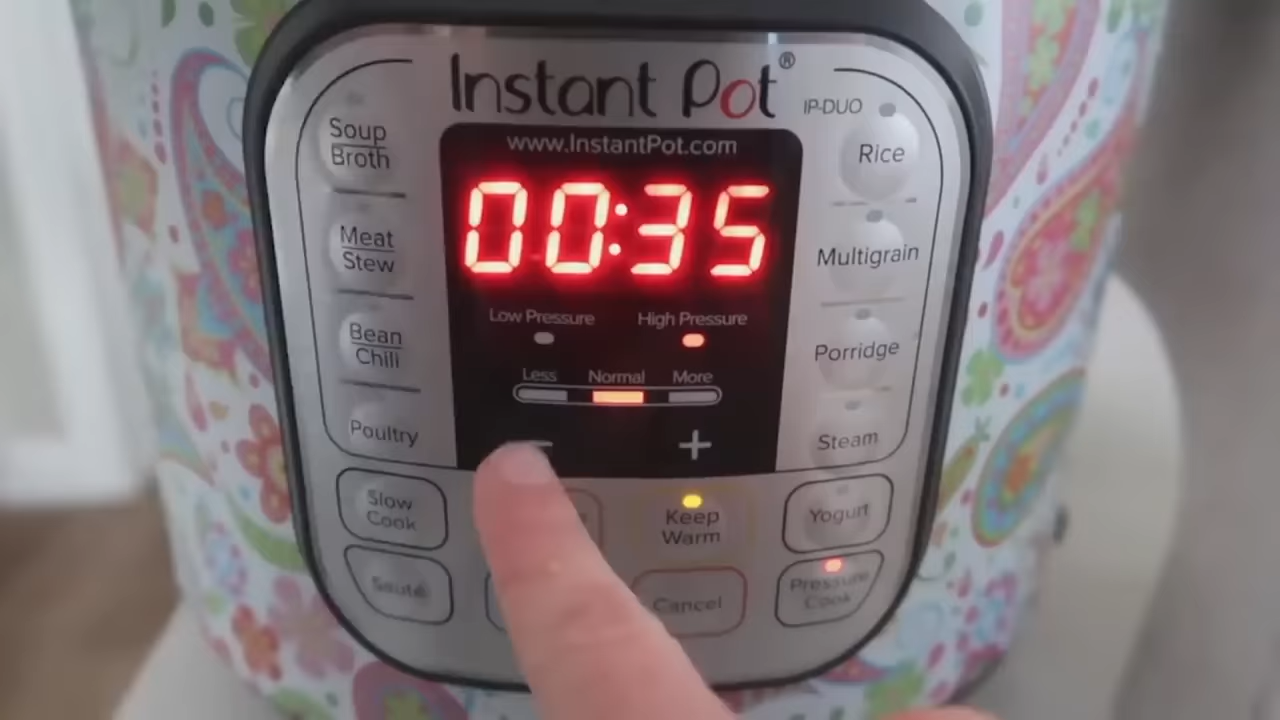 Instant Pot®
IP-DUO
www.InstantPot.com
00:35
Low Pressure
High Pressure
Less
Normal
More
−
+
Soup
Broth
Meat
Stew
Bean
Chili
Poultry
Rice
Multigrain
Porridge
Steam
Slow
Cook
Keep
Warm
Yogurt
Sauté
Cancel
Pressure
Cook